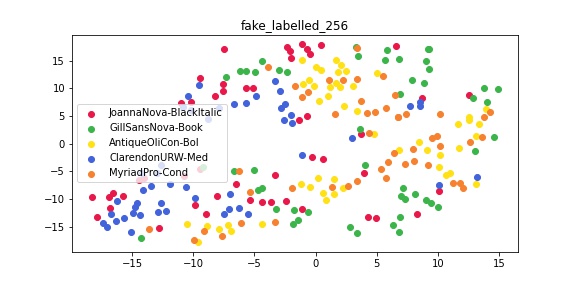 fake_labelled_256
15
10
5
0
−5
−10
−15
JoannaNova-BlackItalic
GillSansNova-Book
AntiqueOliCon-Bol
ClarendonURW-Med
MyriadPro-Cond
−15 −10 −5 0 5 10 15